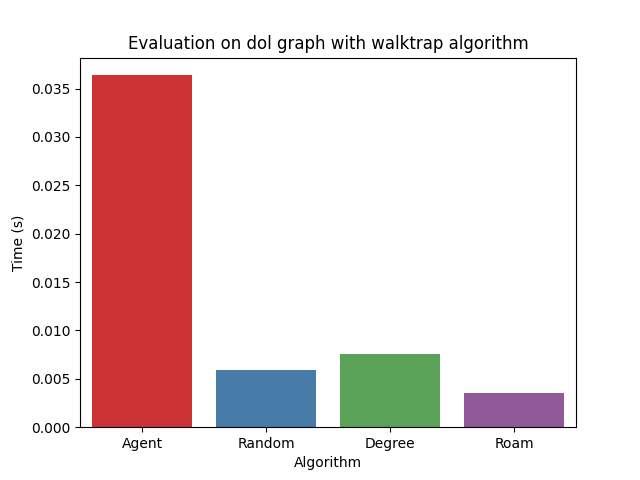 Evaluation on dol graph with walktrap algorithm
Time (s)
0.035
0.030
0.025
0.020
0.015
0.010
0.005
0.000
Agent Random Degree Roam
Algorithm